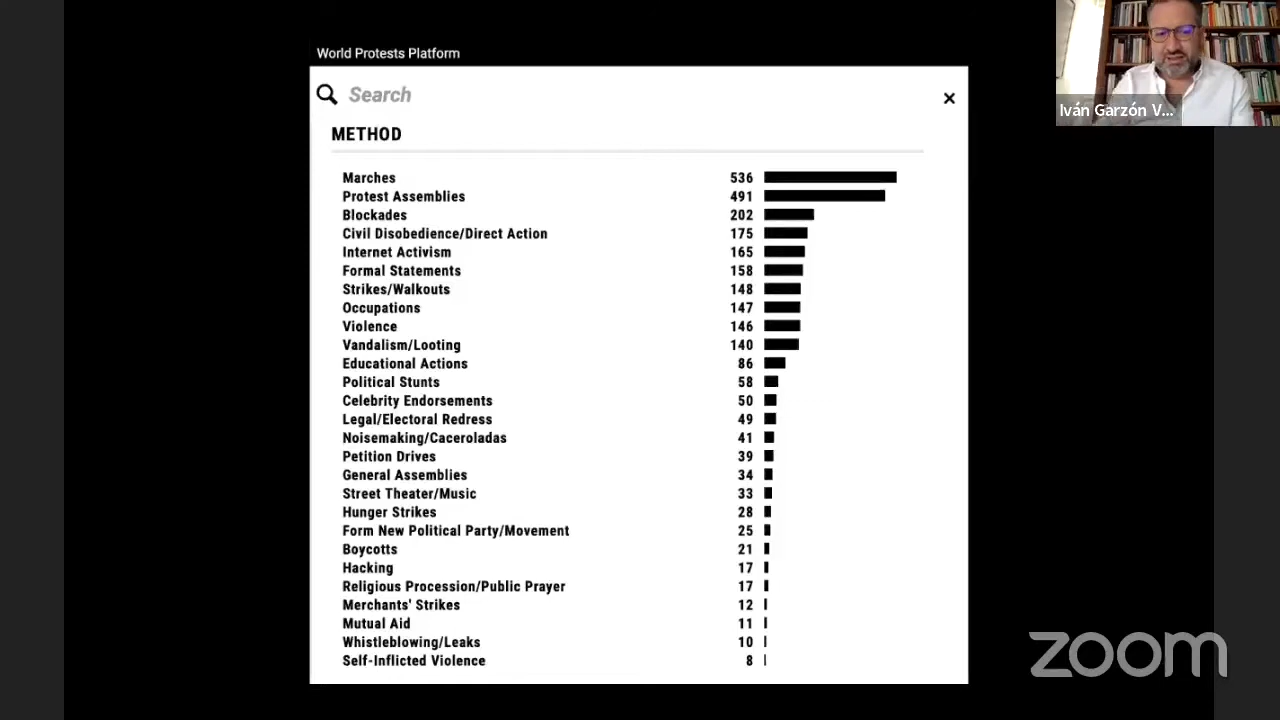 World Protests Platform
Search
METHOD
Marches 536
Protest Assemblies 491
Blockades 202
Civil Disobedience/Direct Action 175
Internet Activism 165
Formal Statements 158
Strikes/Walkouts 148
Occupations 147
Violence 146
Vandalism/Looting 140
Educational Actions 86
Political Stunts 58
Celebrity Endorsements 50
Legal/Electoral Redress 49
Noisemaking/Caceroladas 41
Petition Drives 39
General Assemblies 34
Street Theater/Music 33
Hunger Strikes 28
Form New Political Party/Movement 25
Boycotts 21
Hacking 17
Religious Procession/Public Prayer 17
Merchants' Strikes 12
Mutual Aid 11
Whistleblowing/Leaks 10
Self-Inflicted Violence 8
Iván Garzón V...
zoom